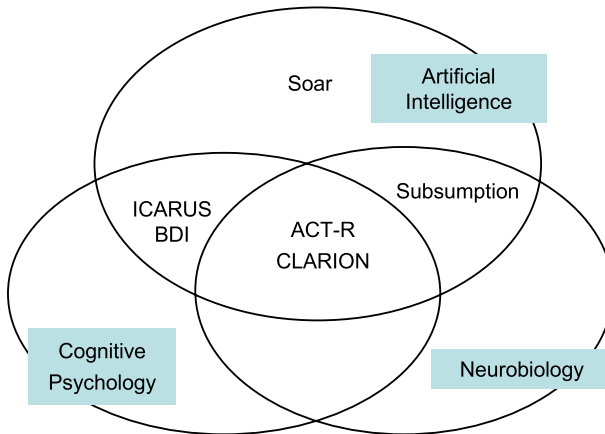 Soar
Artificial
Intelligence
Subsumption
ICARUS
BDI
ACT-R
CLARION
Cognitive
Psychology
Neurobiology